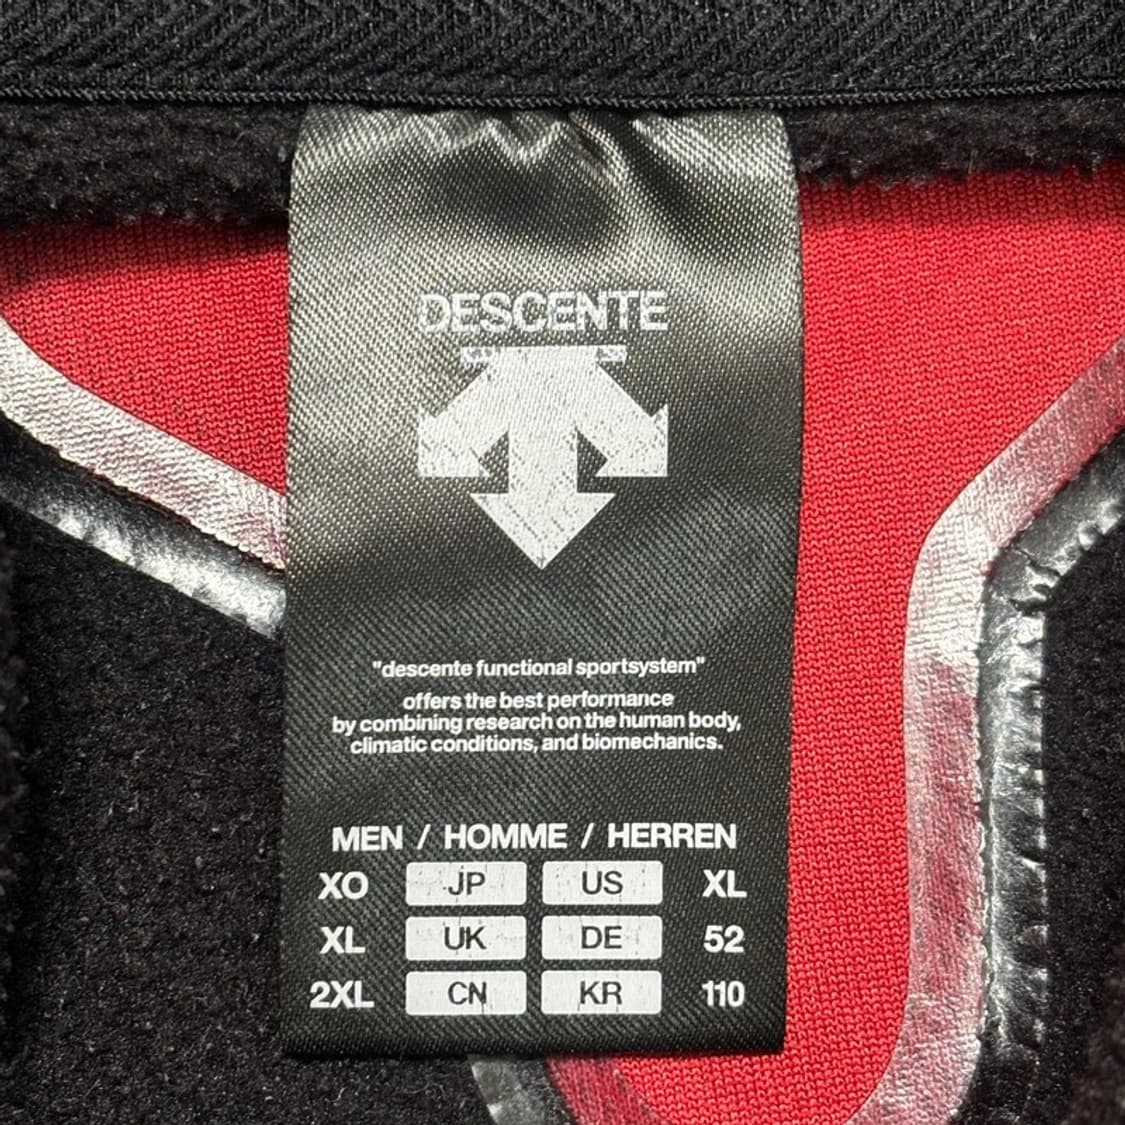 DESCENTE
"descente functional sportsystem"
offers the best performance
by combining research on the human body,
climatic conditions, and biomechanics.
MEN / HOMME / HERREN
XO JP US XL
XL UK DE 52
2XL CN KR 110